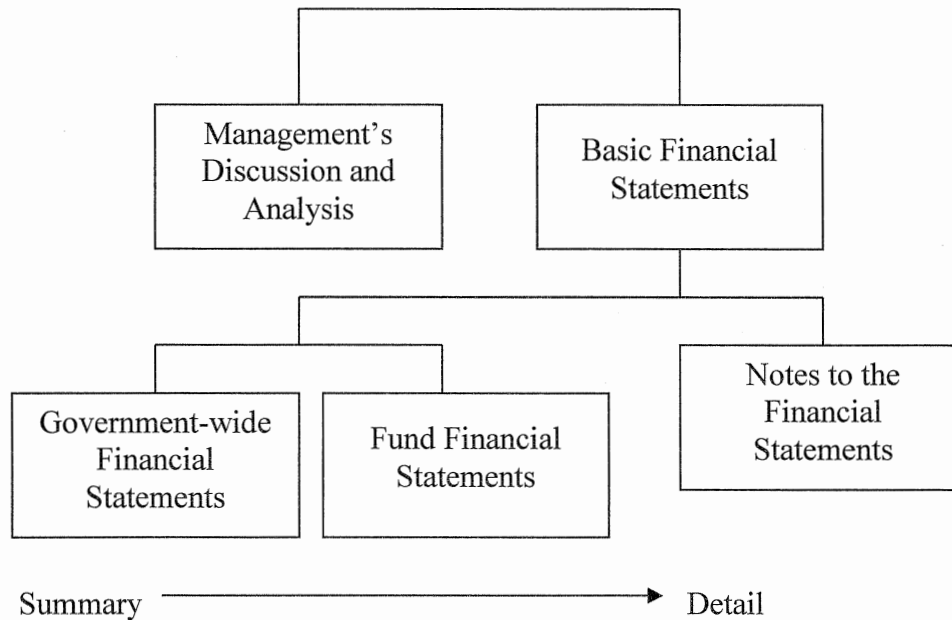 Management's
Discussion and
Analysis
Basic Financial
Statements
Government-wide
Financial
Statements
Fund Financial
Statements
Notes to the
Financial
Statements
Summary
Detail